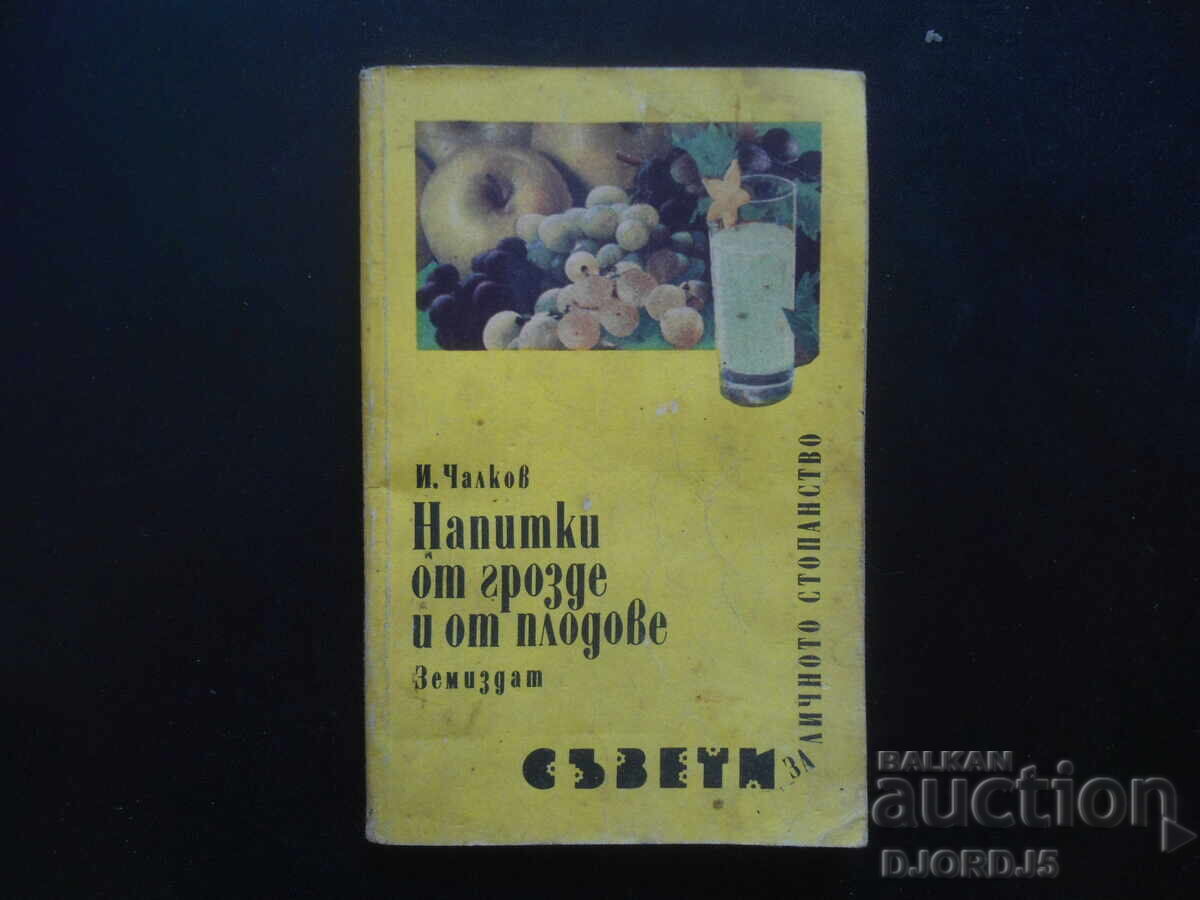 И. Чалков
Напитки
от грозде
и от плодове
Земиздат
СЪВЕТИ
ЗА ЛИЧНОТО СТОПАНСТВО
BALKAN
auction
DJORDJ5